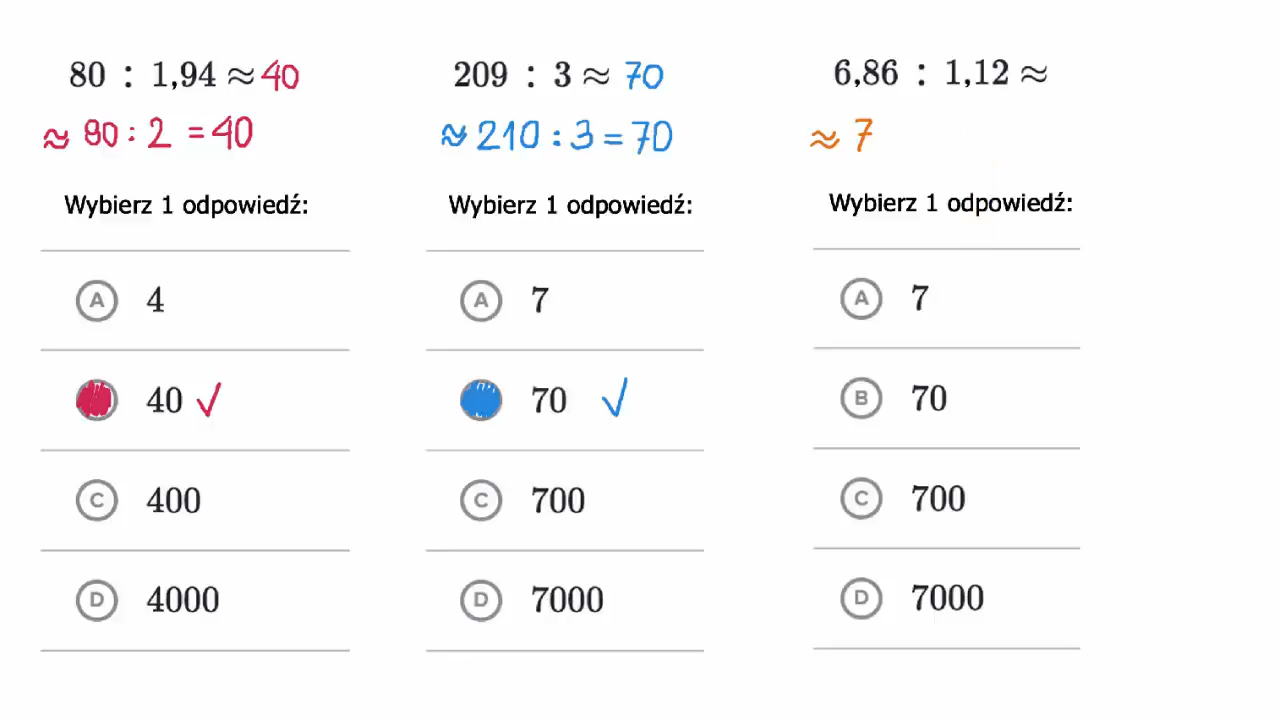 80 : 1,94 ≈ 40
≈ 80 : 2 = 40
Wybierz 1 odpowiedź:
A 4
40 ✓
C 400
D 4000
209 : 3 ≈ 70
≈ 210 : 3 = 70
Wybierz 1 odpowiedź:
A 7
70 ✓
C 700
D 7000
6,86 : 1,12 ≈
≈ 7
Wybierz 1 odpowiedź:
A 7
B 70
C 700
D 7000